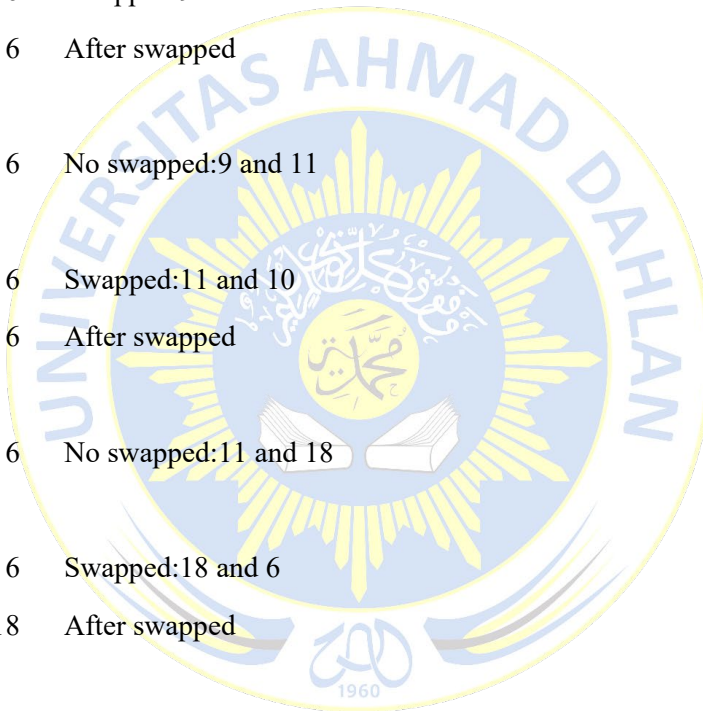 6 After swapped
6 No swapped:9 and 11
6 Swapped:11 and 10
6 After swapped
6 No swapped:11 and 18
6 Swapped:18 and 6
8 After swapped
UNIVERSITAS AHMAD DAHLAN
محمدية
1960